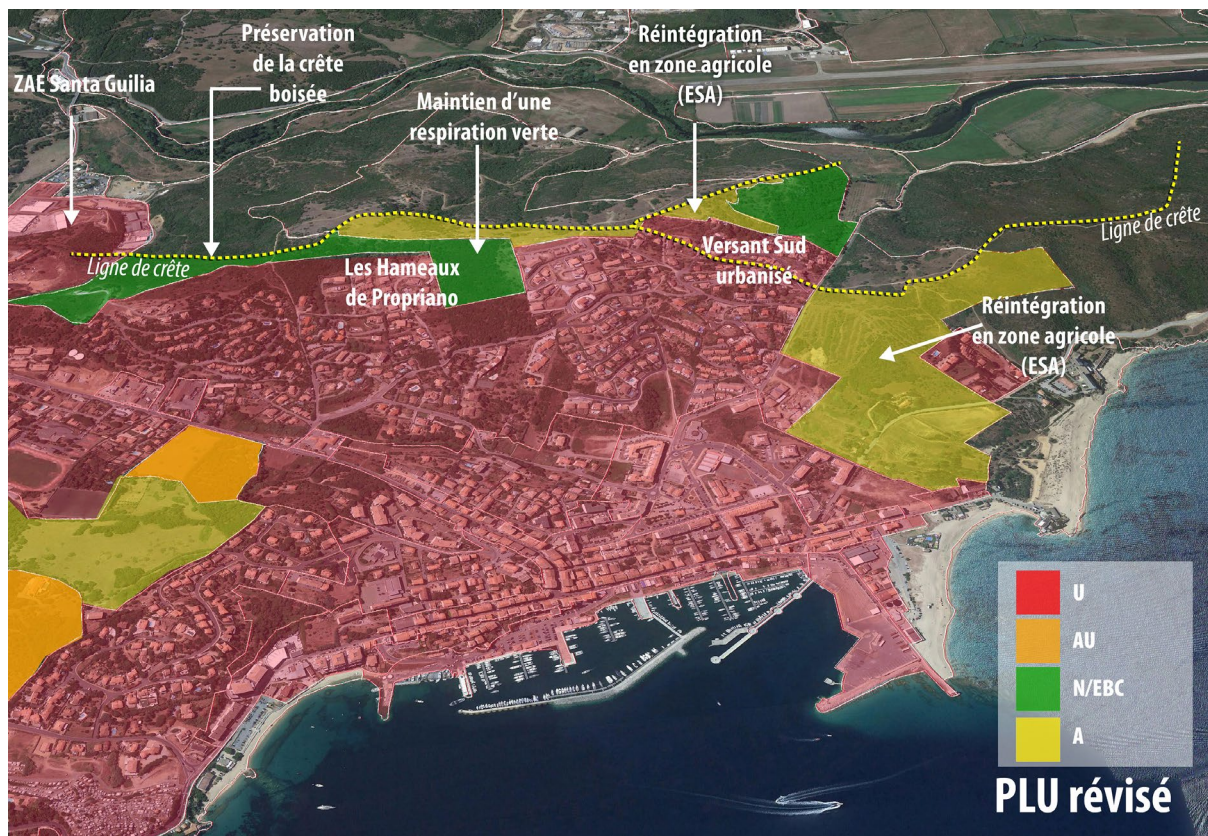 Préservation
de la crête
boisée
ZAE Santa Guilia
Maintien d'une
respiration verte
Réintégration
en zone agricole
(ESA)
Ligne de crête
Les Hameaux
de Propriano
Versant Sud
urbanisé
Ligne de crête
Réintégration
en zone agricole
(ESA)
U
AU
N/EBC
A
PLU révisé